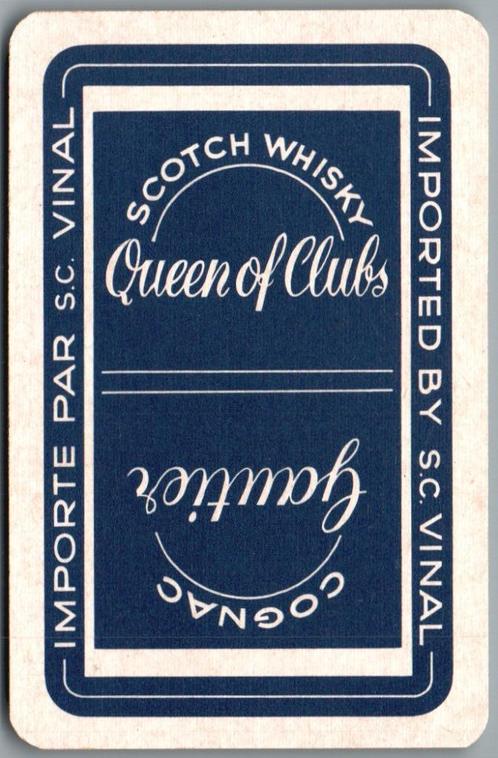 SCOTCH WHISKY
Queen of Clubs
Gautier
COGNAC
IMPORTE PAR S.C. VINAL
IMPORTED BY S.C. VINAL